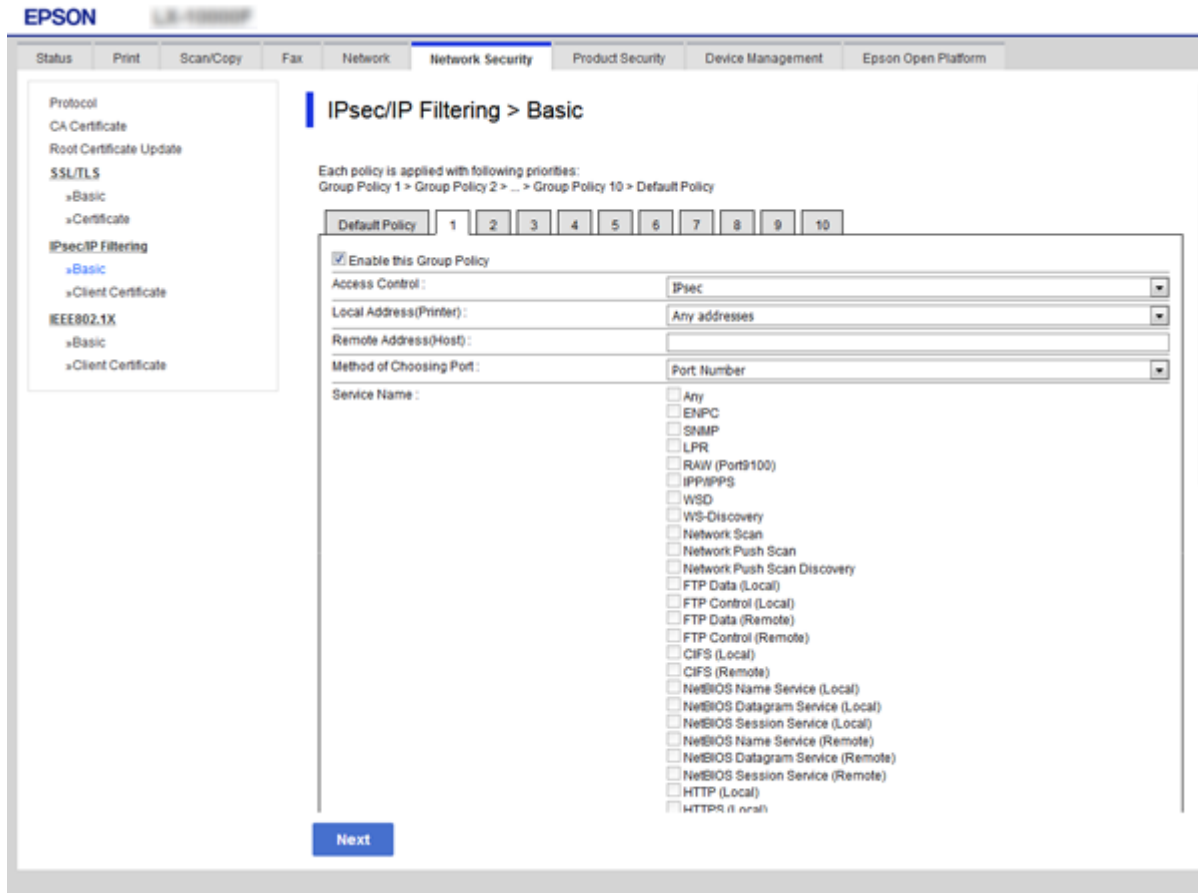 EPSON
Status Print Scan/Copy Fax Network Network Security Product Security Device Management Epson Open Platform
Protocol
CA Certificate
Root Certificate Update
SSL/TLS
»Basic
»Certificate
IPsec/IP Filtering
»Basic
»Client Certificate
IEEE802.1X
»Basic
»Client Certificate
IPsec/IP Filtering > Basic
Each policy is applied with following priorities:
Group Policy 1 > Group Policy 2 > ... > Group Policy 10 > Default Policy
Default Policy 1 2 3 4 5 6 7 8 9 10
Enable this Group Policy
Access Control : IPsec
Local Address(Printer) : Any addresses
Remote Address(Host) :
Method of Choosing Port : Port Number
Service Name : Any
ENPC
SNMP
LPR
RAW (Port9100)
IPP/IPPS
WSD
WS-Discovery
Network Scan
Network Push Scan
Network Push Scan Discovery
FTP Data (Local)
FTP Control (Local)
FTP Data (Remote)
FTP Control (Remote)
CIFS (Local)
CIFS (Remote)
NetBIOS Name Service (Local)
NetBIOS Datagram Service (Local)
NetBIOS Session Service (Local)
NetBIOS Name Service (Remote)
NetBIOS Datagram Service (Remote)
NetBIOS Session Service (Remote)
HTTP (Local)
HTTPS (Local)
Next